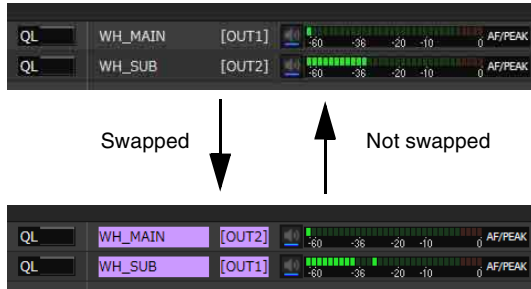 QL WH_MAIN [OUT1] -60 -36 -20 -10 0 AF/PEAK
QL WH_SUB [OUT2] -60 -36 -20 -10 0 AF/PEAK
Swapped Not swapped
QL WH_MAIN [OUT2] -60 -36 -20 -10 0 AF/PEAK
QL WH_SUB [OUT1] -60 -36 -20 -10 0 AF/PEAK